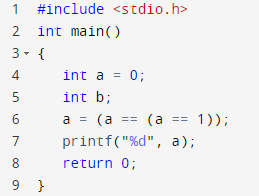 1 #include <stdio.h>
2 int main()
3 {
4     int a = 0;
5     int b;
6     a = (a == (a == 1));
7     printf("%d", a);
8     return 0;
9 }